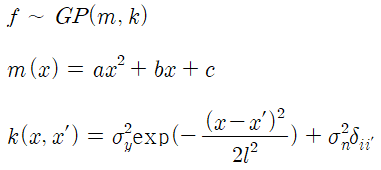 f ~ GP(m, k)
m(x) = ax² + bx + c
k(x, x′) = σ_y² exp(−(x−x′)²/2l²) + σ_n² δ_ii′